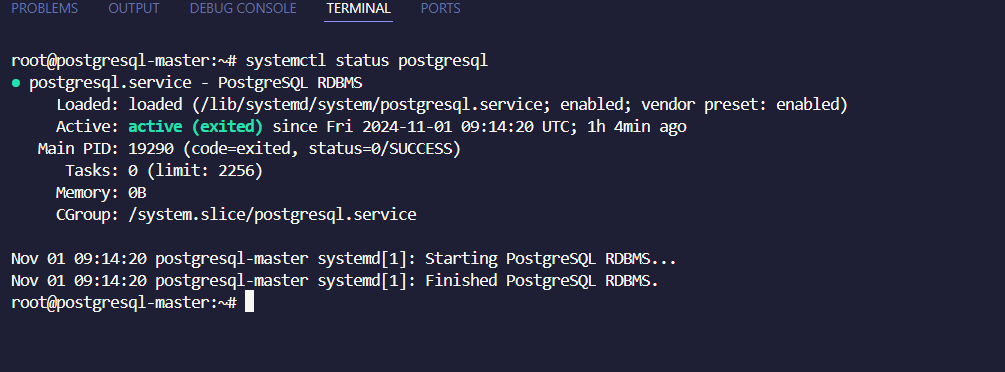 PROBLEMS OUTPUT DEBUG CONSOLE TERMINAL PORTS
root@postgresql-master:~# systemctl status postgresql
● postgresql.service - PostgreSQL RDBMS
Loaded: loaded (/lib/systemd/system/postgresql.service; enabled; vendor preset: enabled)
Active: active (exited) since Fri 2024-11-01 09:14:20 UTC; 1h 4min ago
Main PID: 19290 (code=exited, status=0/SUCCESS)
Tasks: 0 (limit: 2256)
Memory: 0B
CGroup: /system.slice/postgresql.service
Nov 01 09:14:20 postgresql-master systemd[1]: Starting PostgreSQL RDBMS...
Nov 01 09:14:20 postgresql-master systemd[1]: Finished PostgreSQL RDBMS.
root@postgresql-master:~#